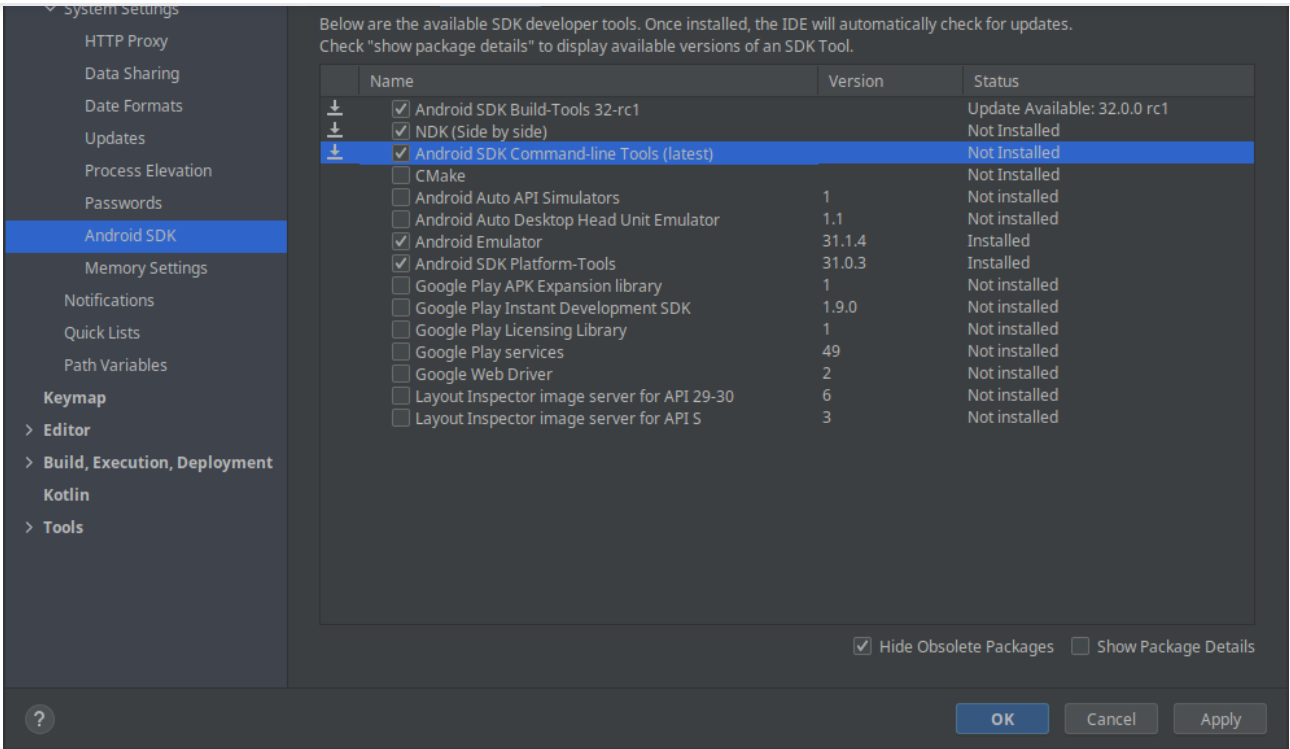 System Settings
HTTP Proxy
Data Sharing
Date Formats
Updates
Process Elevation
Passwords
Android SDK
Memory Settings
Notifications
Quick Lists
Path Variables
Keymap
Editor
Build, Execution, Deployment
Kotlin
Tools
Below are the available SDK developer tools. Once installed, the IDE will automatically check for updates.
Check "show package details" to display available versions of an SDK Tool.
Name Version Status
Android SDK Build-Tools 32-rc1 Update Available: 32.0.0 rc1
NDK (Side by side) Not Installed
Android SDK Command-line Tools (latest) Not Installed
CMake Not Installed
Android Auto API Simulators 1 Not installed
Android Auto Desktop Head Unit Emulator 1.1 Not installed
Android Emulator 31.1.4 Installed
Android SDK Platform-Tools 31.0.3 Installed
Google Play APK Expansion library 1 Not installed
Google Play Instant Development SDK 1.9.0 Not installed
Google Play Licensing Library 1 Not installed
Google Play services 49 Not installed
Google Web Driver 2 Not installed
Layout Inspector image server for API 29-30 6 Not installed
Layout Inspector image server for API S 3 Not installed
Hide Obsolete Packages Show Package Details
? OK Cancel Apply